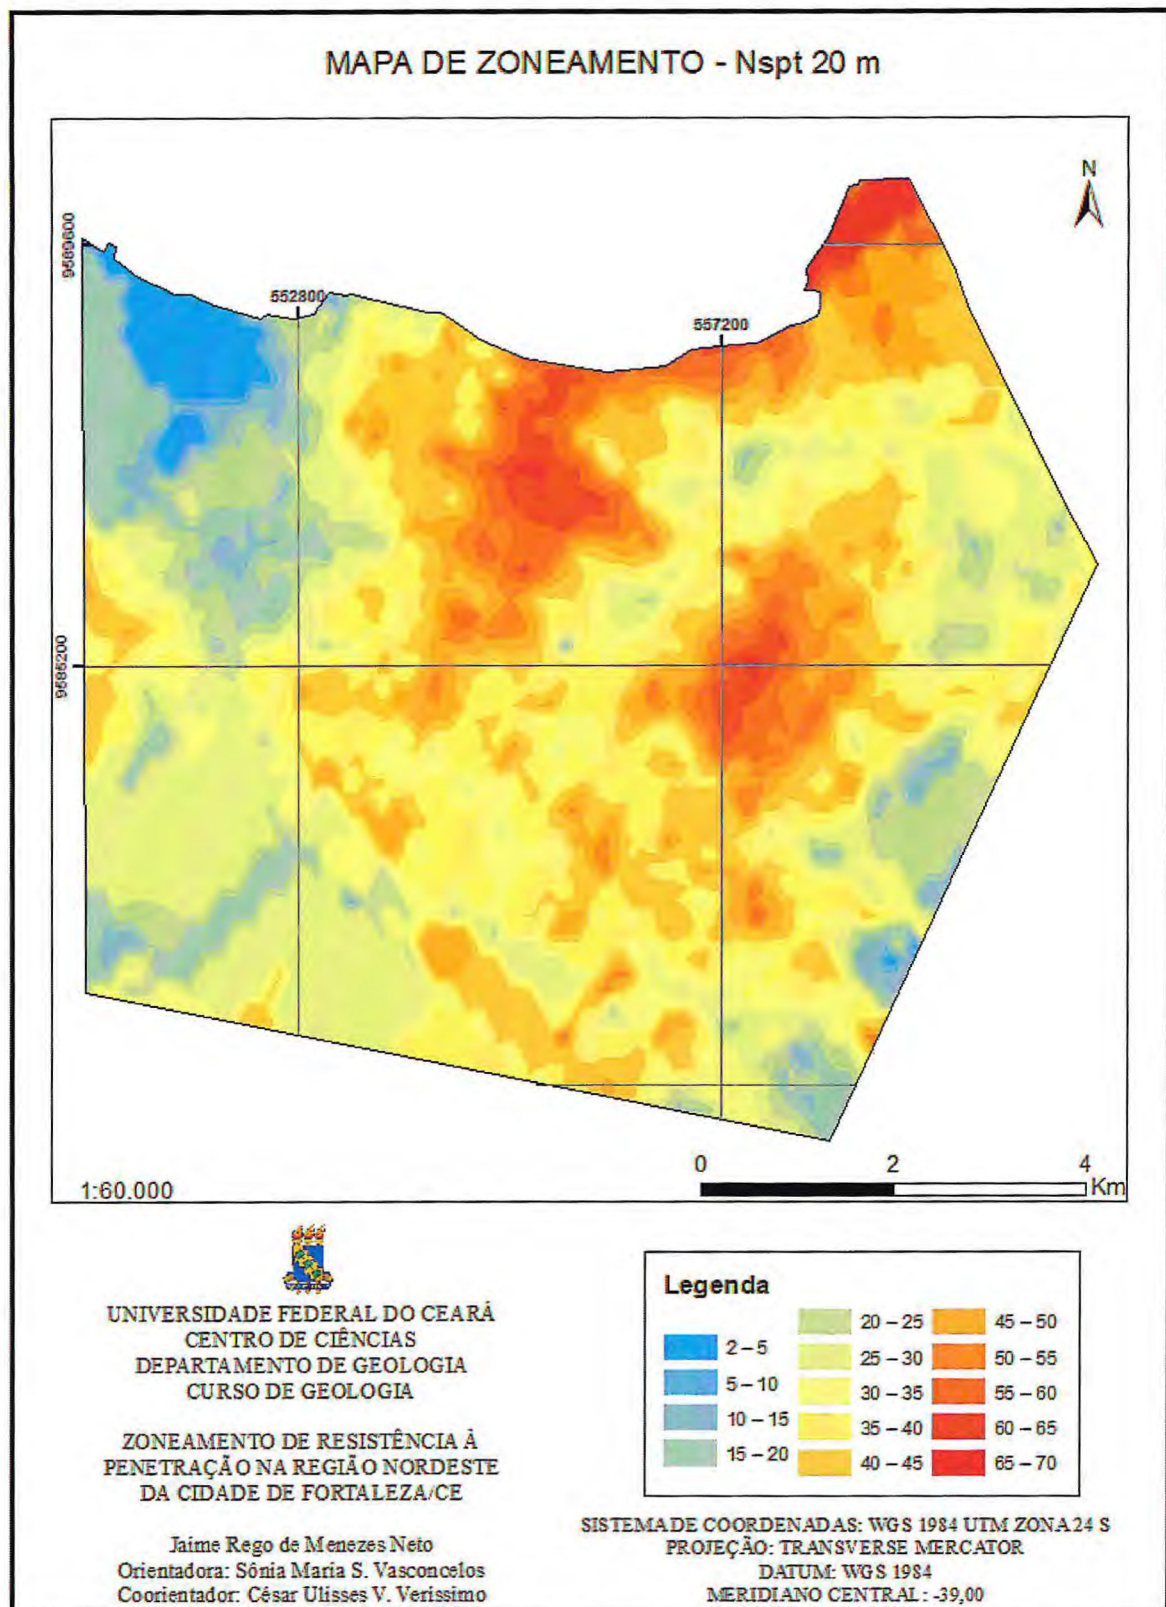 MAPA DE ZONEAMENTO - Nspt 20 m
N
9589600
552800
557200
9585200
0 2 4
Km
1:60.000
UNIVERSIDADE FEDERAL DO CEARÁ
CENTRO DE CIÊNCIAS
DEPARTAMENTO DE GEOLOGIA
CURSO DE GEOLOGIA
ZONEAMENTO DE RESISTÊNCIA À
PENETRAÇÃO NA REGIÃO NORDESTE
DA CIDADE DE FORTALEZA/CE
Jaime Rego de Menezes Neto
Orientadora: Sônia Maria S. Vasconcelos
Coorientador: César Ulisses V. Veríssimo
Legenda
2 – 5
5 – 10
10 – 15
15 – 20
20 – 25
25 – 30
30 – 35
35 – 40
40 – 45
45 – 50
50 – 55
55 – 60
60 – 65
65 – 70
SISTEMA DE COORDENADAS: WGS 1984 UTM ZONA 24 S
PROJEÇÃO: TRANSVERSE MERCATOR
DATUM: WGS 1984
MERIDIANO CENTRAL: -39,00